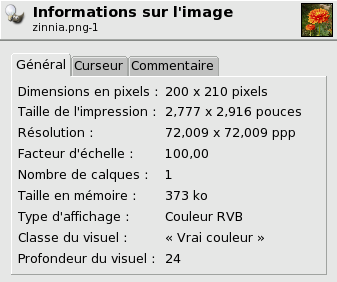 Informations sur l'image
zinnia.png-1
Général Curseur Commentaire
Dimensions en pixels : 200 x 210 pixels
Taille de l'impression : 2,777 x 2,916 pouces
Résolution : 72,009 x 72,009 ppp
Facteur d'échelle : 100,00
Nombre de calques : 1
Taille en mémoire : 373 ko
Type d'affichage : Couleur RVB
Classe du visuel : « Vrai couleur »
Profondeur du visuel : 24